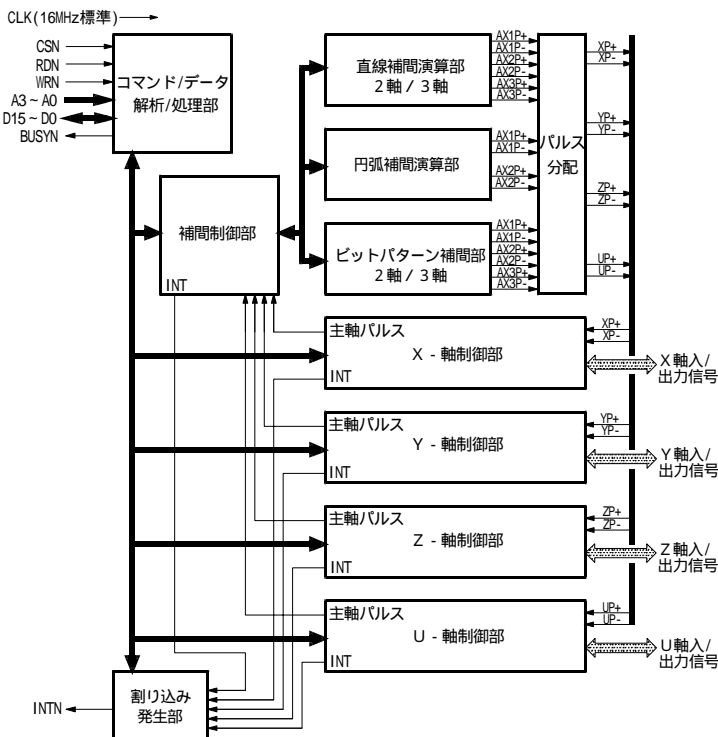 CLK(16MHz標準)
CSN
RDN
WRN
A3~A0
D15~D0
BUSYN
コマンド/データ
解析/処理部
直線補間演算部
2軸/3軸
AX1P+
AX1P-
AX2P+
AX2P-
AX3P+
AX3P-
円弧補間演算部
AX1P+
AX1P-
AX2P+
AX2P-
ビットパターン補間部
2軸/3軸
AX1P+
AX1P-
AX2P+
AX2P-
AX3P+
AX3P-
パルス
分配
XP+
XP-
YP+
YP-
ZP+
ZP-
UP+
UP-
補間制御部
INT
主軸パルス
X-軸制御部
INT
XP+
XP-
X軸入/
出力信号
主軸パルス
Y-軸制御部
INT
YP+
YP-
Y軸入/
出力信号
主軸パルス
Z-軸制御部
INT
ZP+
ZP-
Z軸入/
出力信号
主軸パルス
U-軸制御部
INT
UP+
UP-
U軸入/
出力信号
INTN
割り込み
発生部